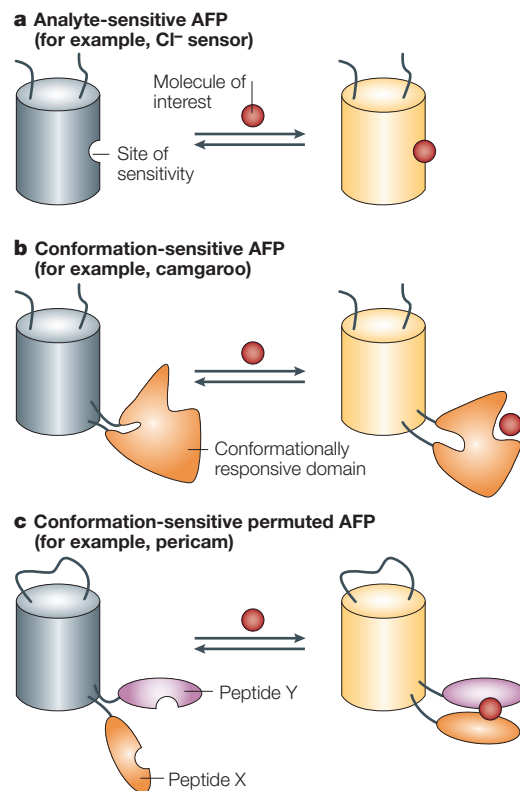 a Analyte-sensitive AFP
(for example, Cl⁻ sensor)
Molecule of
interest
Site of
sensitivity
b Conformation-sensitive AFP
(for example, camgaroo)
Conformationally
responsive domain
c Conformation-sensitive permuted AFP
(for example, pericam)
Peptide Y
Peptide X